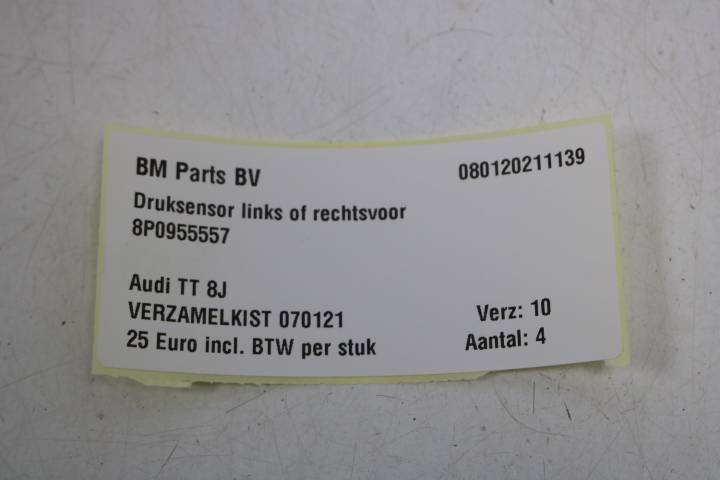 BM Parts BV
080120211139
Druksensor links of rechtsvoor
8P0955557
Audi TT 8J
VERZAMELKIST 070121
Verz: 10
25 Euro incl. BTW per stuk
Aantal: 4